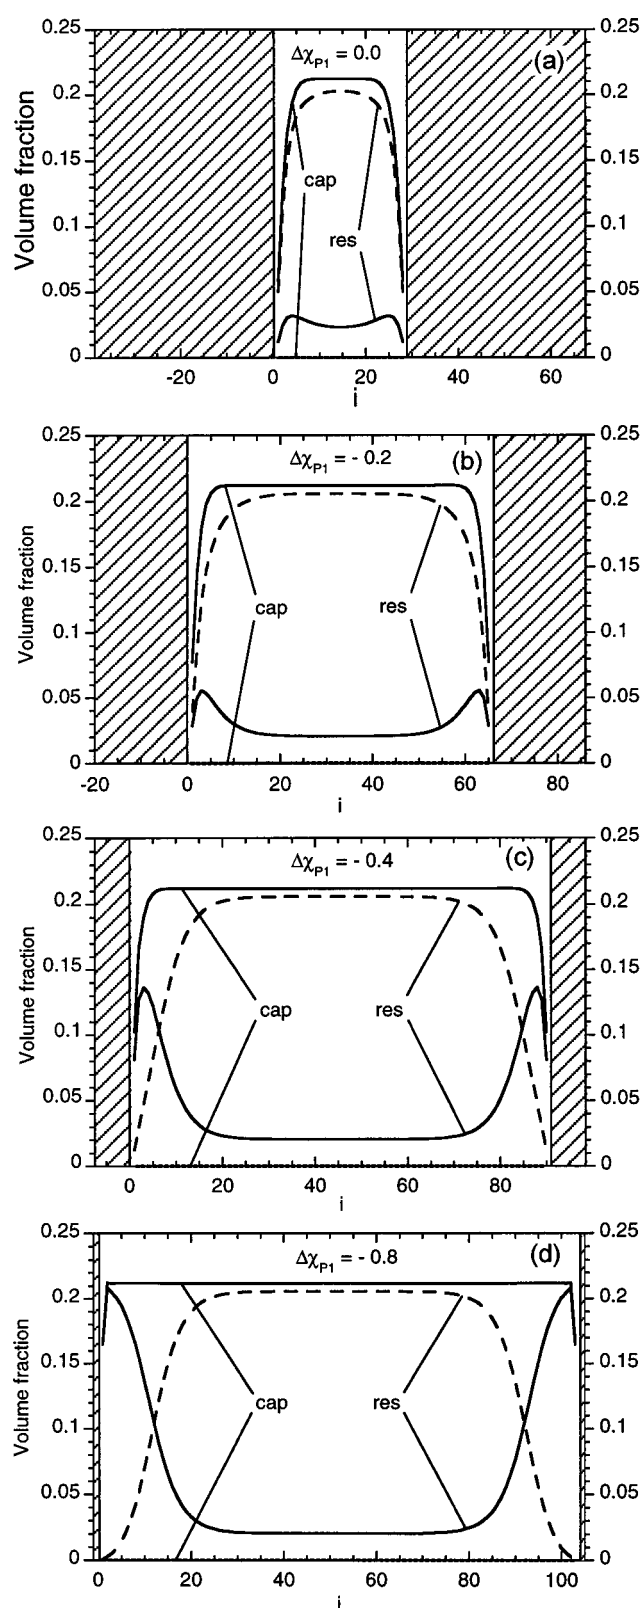 0.25 ΔχP1 = 0.0 (a) 0.25
0.2 0.2
0.15 0.15
cap
0.1 0.1
res
0.05 0.05
0 0
-20 0 20 40 60
i
Volume fraction
0.25 ΔχP1 = - 0.2 (b) 0.25
0.2 0.2
0.15 0.15
cap res
0.1 0.1
0.05 0.05
0 0
-20 0 20 40 60 80
i
Volume fraction
0.25 ΔχP1 = - 0.4 (c) 0.25
0.2 0.2
0.15 0.15
cap res
0.1 0.1
0.05 0.05
0 0
0 20 40 60 80
i
Volume fraction
0.25 ΔχP1 = - 0.8 (d) 0.25
0.2 0.2
0.15 0.15
cap res
0.1 0.1
0.05 0.05
0 0
0 20 40 60 80 100
i
Volume fraction